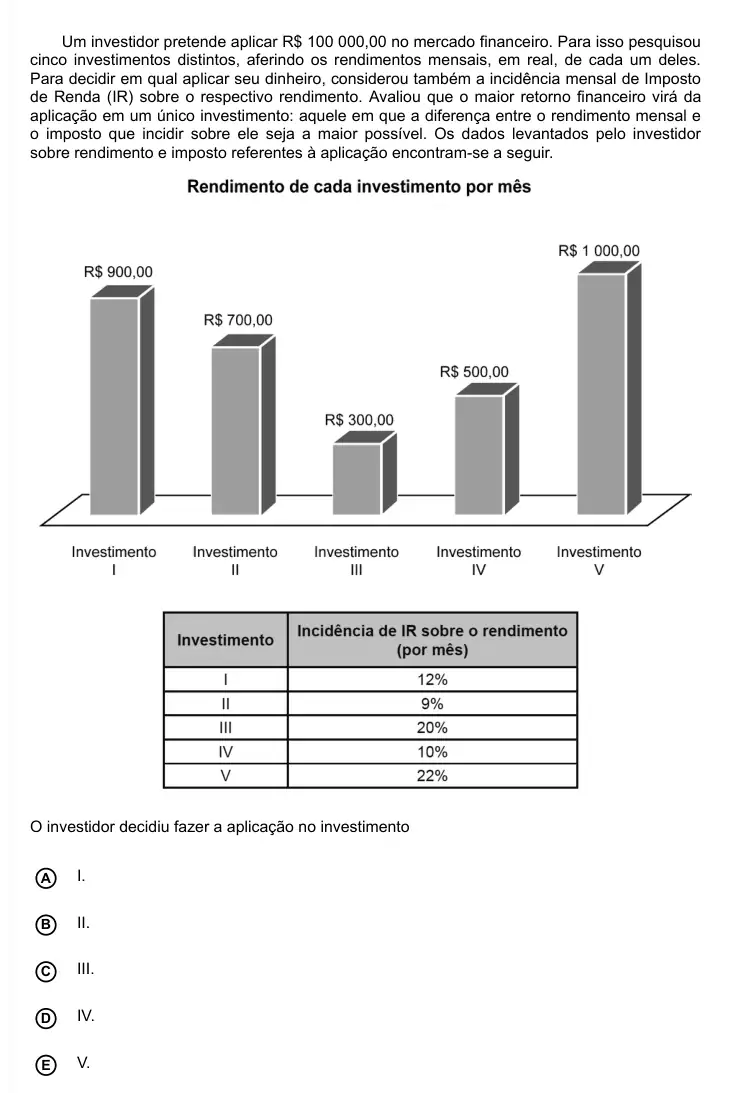 Um investidor pretende aplicar R$ 100 000,00 no mercado financeiro. Para isso pesquisou
cinco investimentos distintos, aferindo os rendimentos mensais, em real, de cada um deles.
Para decidir em qual aplicar seu dinheiro, considerou também a incidência mensal de Imposto
de Renda (IR) sobre o respectivo rendimento. Avaliou que o maior retorno financeiro virá da
aplicação em um único investimento: aquele em que a diferença entre o rendimento mensal e
o imposto que incidir sobre ele seja a maior possível. Os dados levantados pelo investidor
sobre rendimento e imposto referentes à aplicação encontram-se a seguir.
Rendimento de cada investimento por mês
R$ 900,00
R$ 700,00
R$ 300,00
R$ 500,00
R$ 1 000,00
Investimento
I
Investimento
II
Investimento
III
Investimento
IV
Investimento
V
Investimento
Incidência de IR sobre o rendimento
(por mês)
I 12%
II 9%
III 20%
IV 10%
V 22%
O investidor decidiu fazer a aplicação no investimento
A I.
B II.
C III.
D IV.
E V.